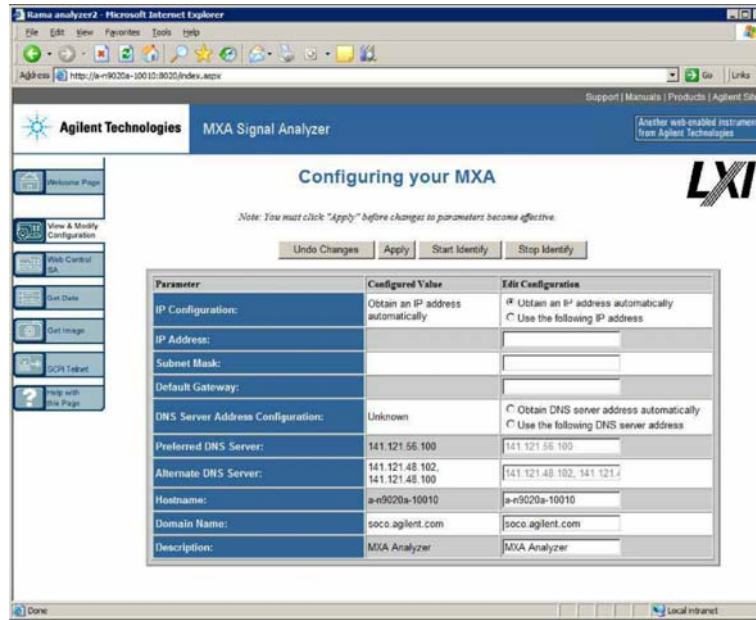 Rama analyzer2 - Microsoft Internet Explorer
File Edit View Favorites Tools Help
Address http://a-n9020a-10010:8020/index.aspx Go Links
Support | Manuals | Products | Agilent Site
Agilent Technologies MXA Signal Analyzer
Another web-enabled instrument
from Agilent Technologies
Welcome Page
View & Modify
Configuration
Web Control
SA
Get Data
Get Image
SCPI Telnet
Help with
this Page
Configuring your MXA
LXI
Note: You must click "Apply" before changes to parameters become effective.
Undo Changes Apply Start Identify Stop Identify
Parameter Configured Value Edit Configuration
IP Configuration: Obtain an IP address automatically
Obtain an IP address automatically
Use the following IP address
IP Address:
Subnet Mask:
Default Gateway:
DNS Server Address Configuration: Unknown
Obtain DNS server address automatically
Use the following DNS server address
Preferred DNS Server: 141.121.56.100 141.121.56.100
Alternate DNS Server: 141.121.48.102, 141.121.48.100
141.121.48.102, 141.121.4
Hostname: a-n9020a-10010 a-n9020a-10010
Domain Name: soco.agilent.com soco.agilent.com
Description: MXA Analyzer MXA Analyzer
Done Local intranet